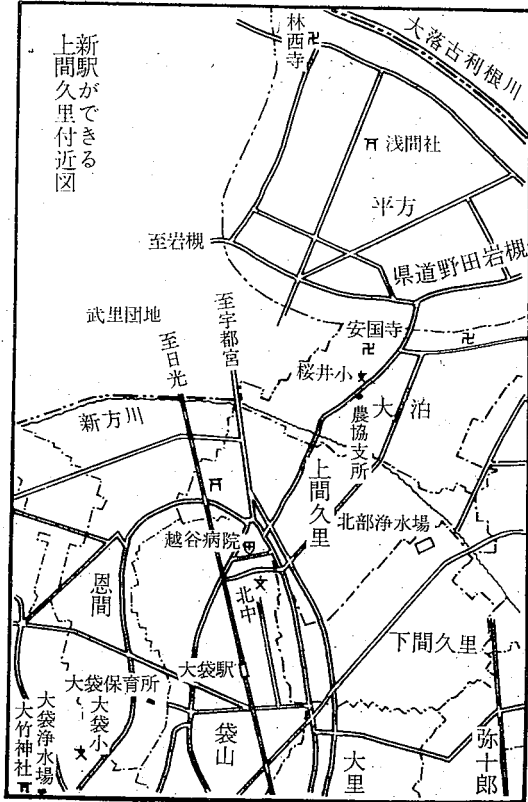 新駅ができる
上間久里付近図
林西寺
大落古利根川
浅間社
平方
至岩槻
県道野田岩槻
武里団地
至宇都宮
至日光
安国寺
桜井小
大泊
農協支所
新方川
上間久里
北部浄水場
越谷病院
恩間
北中
下間久里
大袋駅
大袋保育所
大袋小
大袋浄水場
大竹神社
袋山
大里
弥十郎